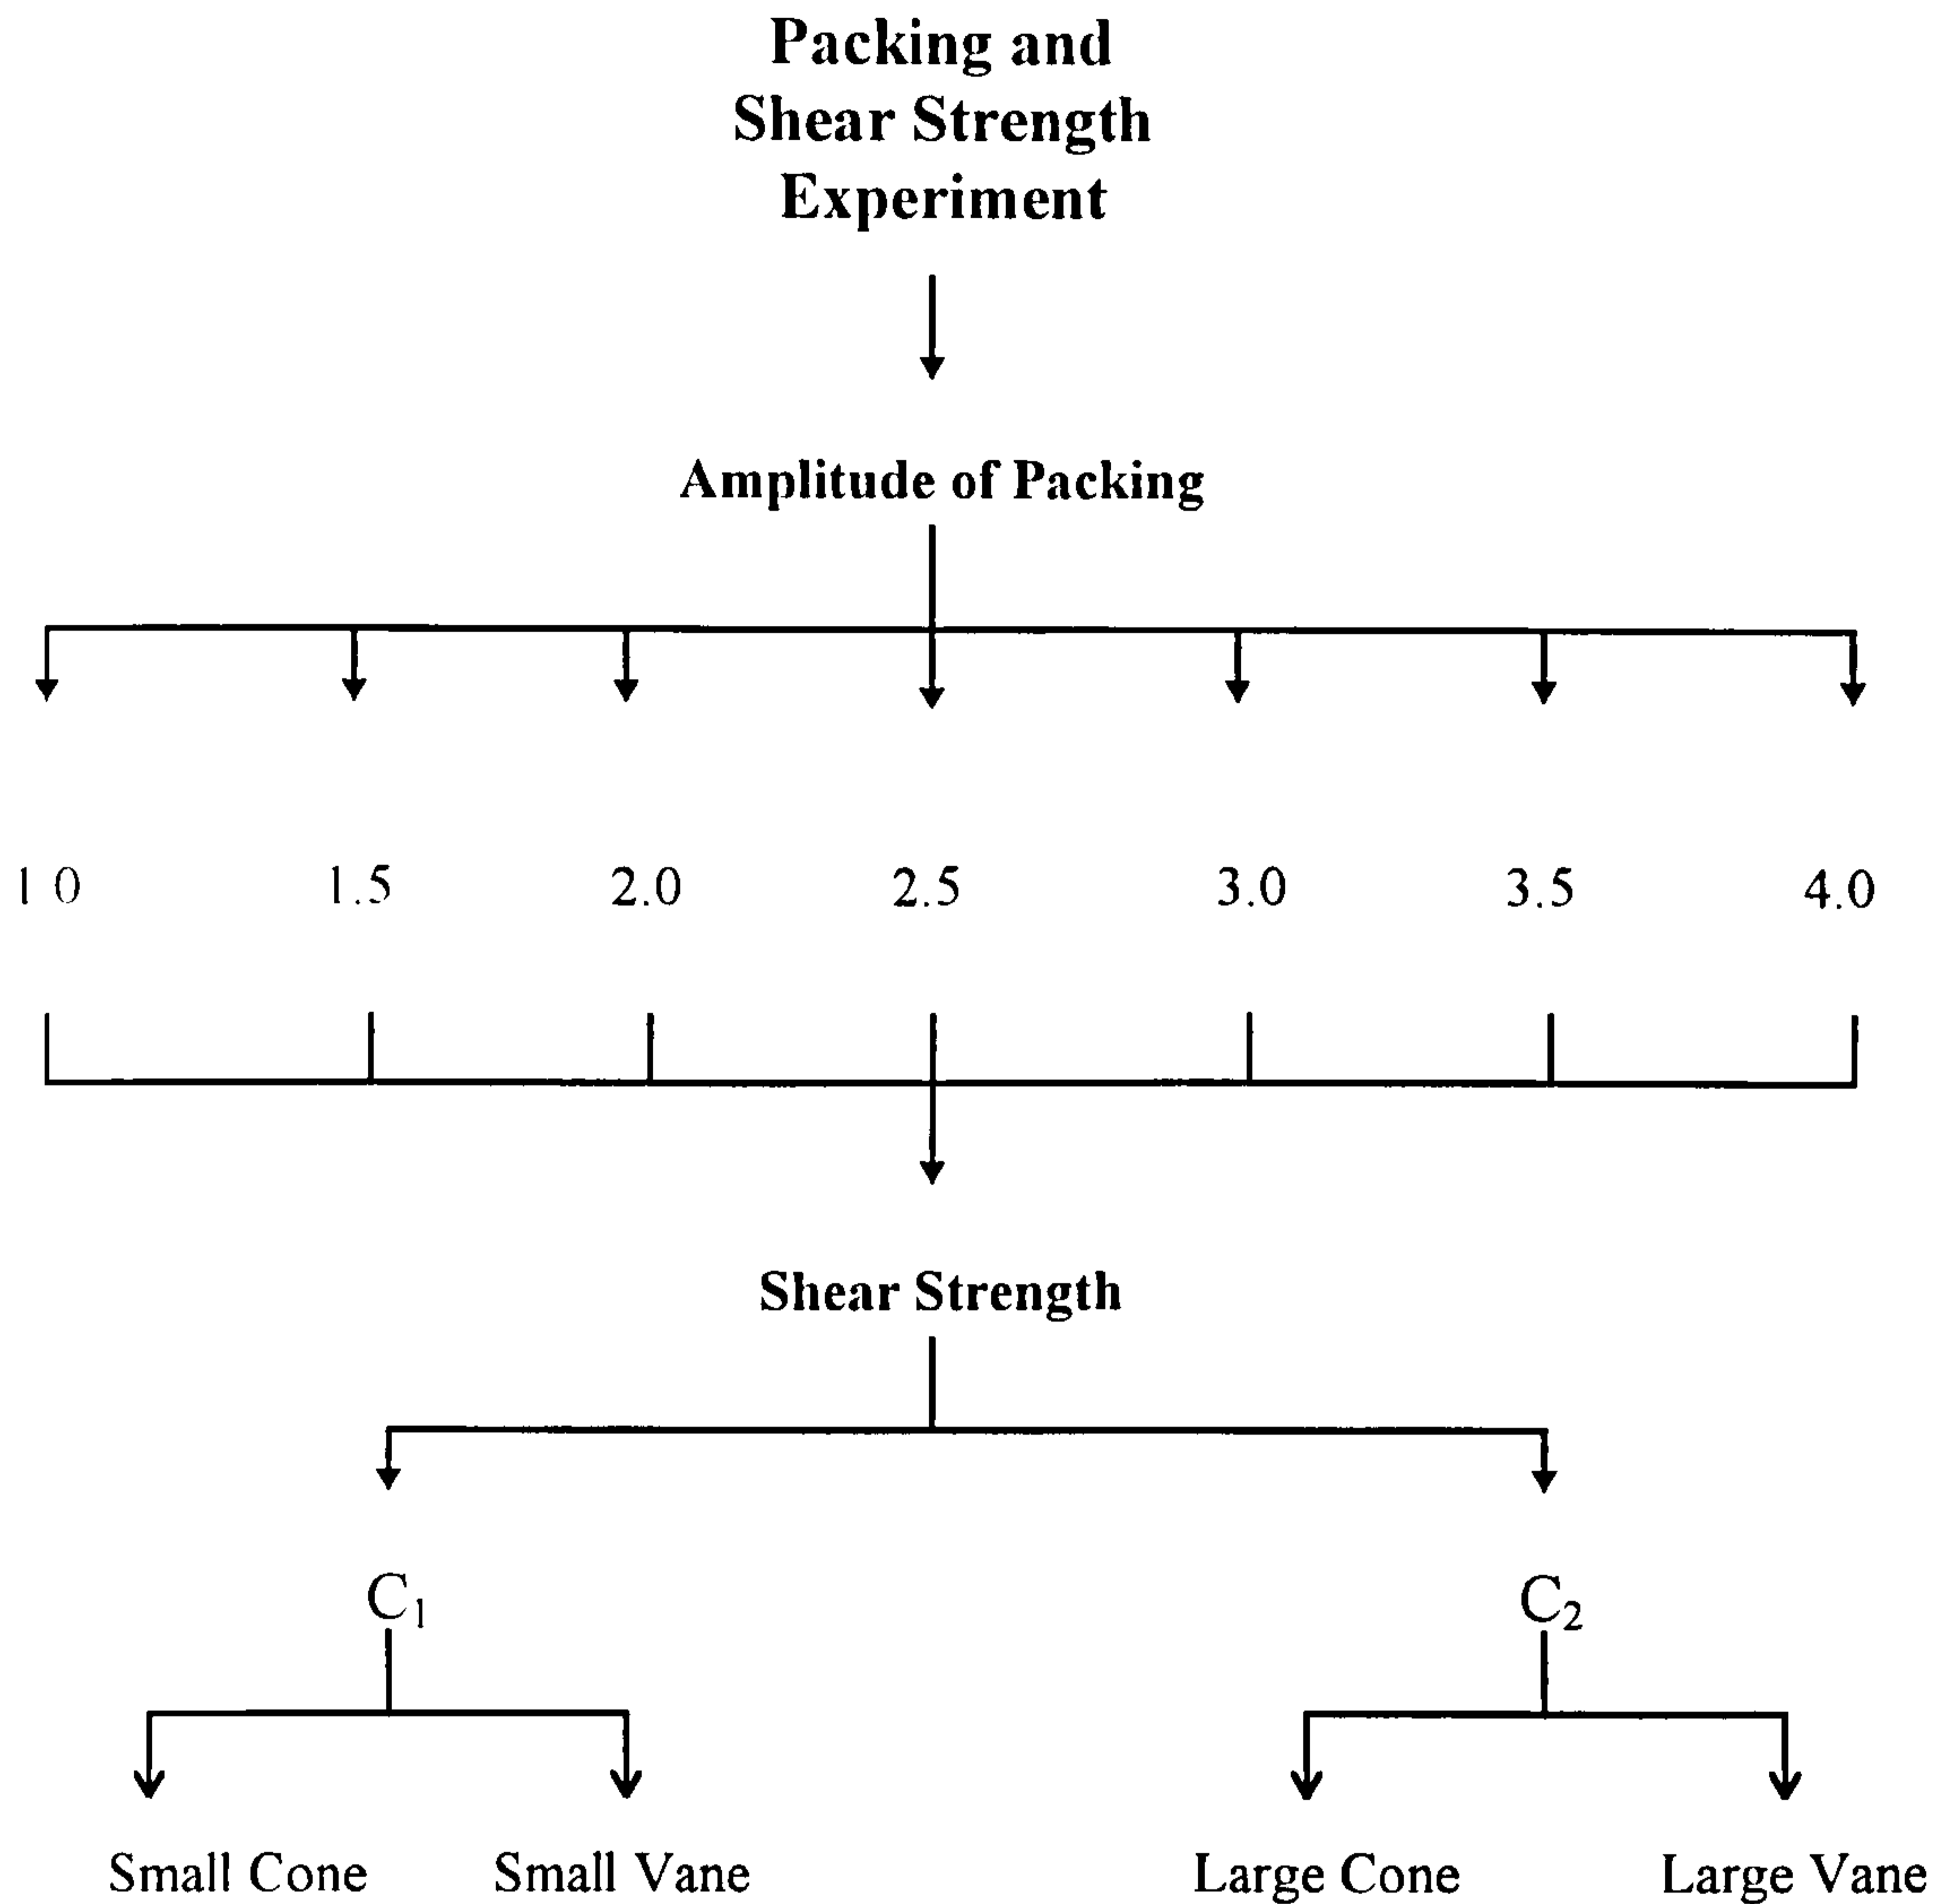 Packing and
Shear Strength
Experiment
Amplitude of Packing
1 0 1.5 2.0 2.5 3.0 3.5 4.0
Shear Strength
C₁ C₂
Small Cone Small Vane Large Cone Large Vane